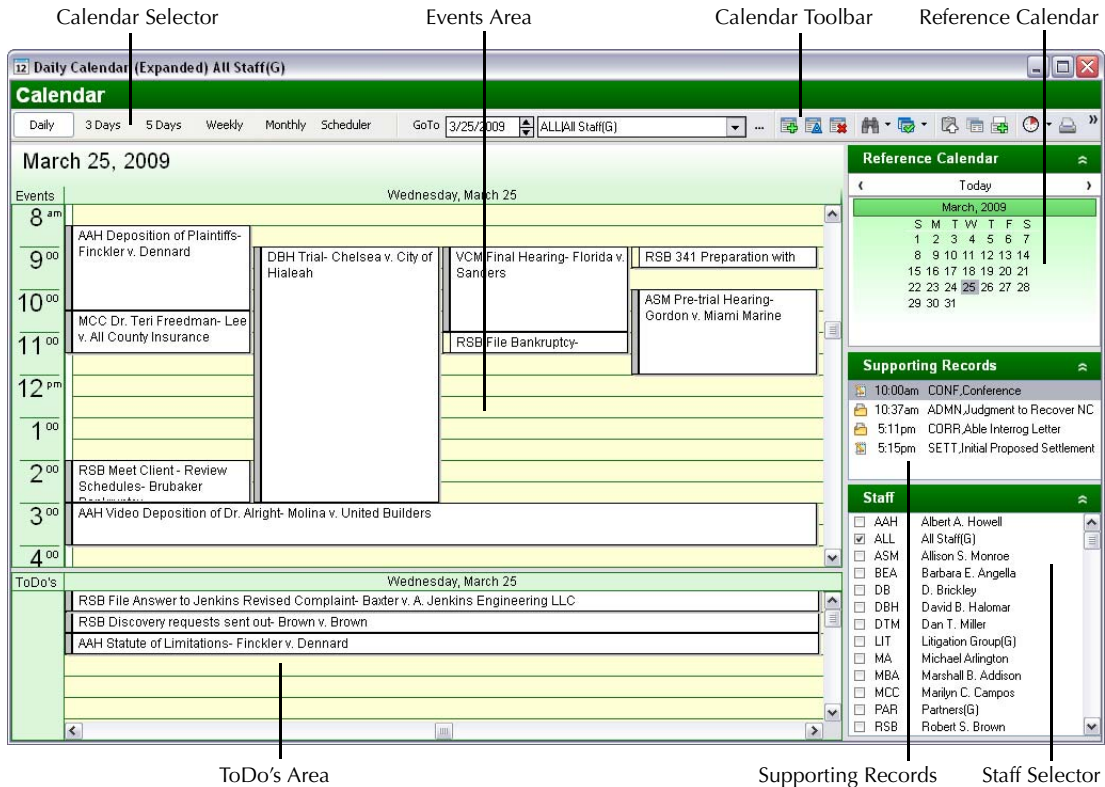 Calendar Selector
Events Area
Calendar Toolbar
Reference Calendar
12 Daily Calendar (Expanded) All Staff(G)
Calendar
Daily 3 Days 5 Days Weekly Monthly Scheduler GoTo 3/25/2009 ALL|All Staff(G) ... »
March 25, 2009
Events Wednesday, March 25
8 am
9 00
10 00
11 00
12 pm
1 00
2 00
3 00
4 00
AAH Deposition of Plaintiffs-
Finckler v. Dennard
MCC Dr. Teri Freedman- Lee
v. All County Insurance
DBH Trial- Chelsea v. City of
Hialeah
VCM Final Hearing- Florida v.
Sanders
RSB File Bankruptcy-
RSB 341 Preparation with
ASM Pre-trial Hearing-
Gordon v. Miami Marine
RSB Meet Client - Review
Schedules- Brubaker
AAH Video Deposition of Dr. Alright- Molina v. United Builders
ToDo's Wednesday, March 25
RSB File Answer to Jenkins Revised Complaint- Baxter v. A. Jenkins Engineering LLC
RSB Discovery requests sent out- Brown v. Brown
AAH Statute of Limitations- Finckler v. Dennard
Reference Calendar
‹ Today ›
March, 2009
S M T W T F S
1 2 3 4 5 6 7
8 9 10 11 12 13 14
15 16 17 18 19 20 21
22 23 24 25 26 27 28
29 30 31
Supporting Records
10:00am CONF,Conference
10:37am ADMN,Judgment to Recover NC
5:11pm CORR,Able Interrog Letter
5:15pm SETT,Initial Proposed Settlement
Staff
AAH Albert A. Howell
ALL All Staff(G)
ASM Allison S. Monroe
BEA Barbara E. Angella
DB D. Brickley
DBH David B. Halomar
DTM Dan T. Miller
LIT Litigation Group(G)
MA Michael Arlington
MBA Marshall B. Addison
MCC Marilyn C. Campos
PAR Partners(G)
RSB Robert S. Brown
ToDo's Area
Supporting Records
Staff Selector